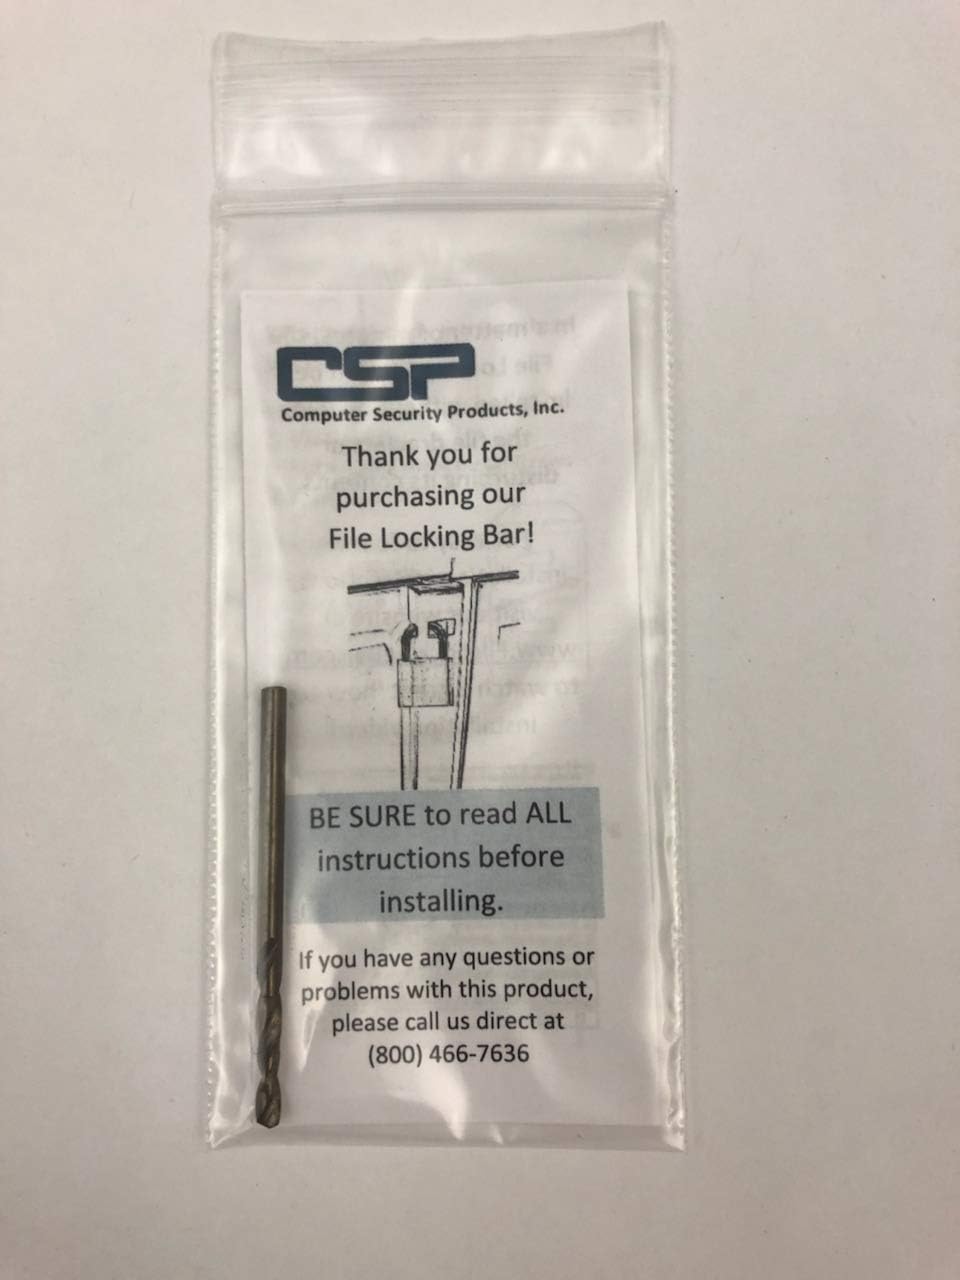 CSP
Computer Security Products, Inc.
Thank you for
purchasing our
File Locking Bar!
BE SURE to read ALL
instructions before
installing.
If you have any questions or
problems with this product,
please call us direct at
(800) 466-7636